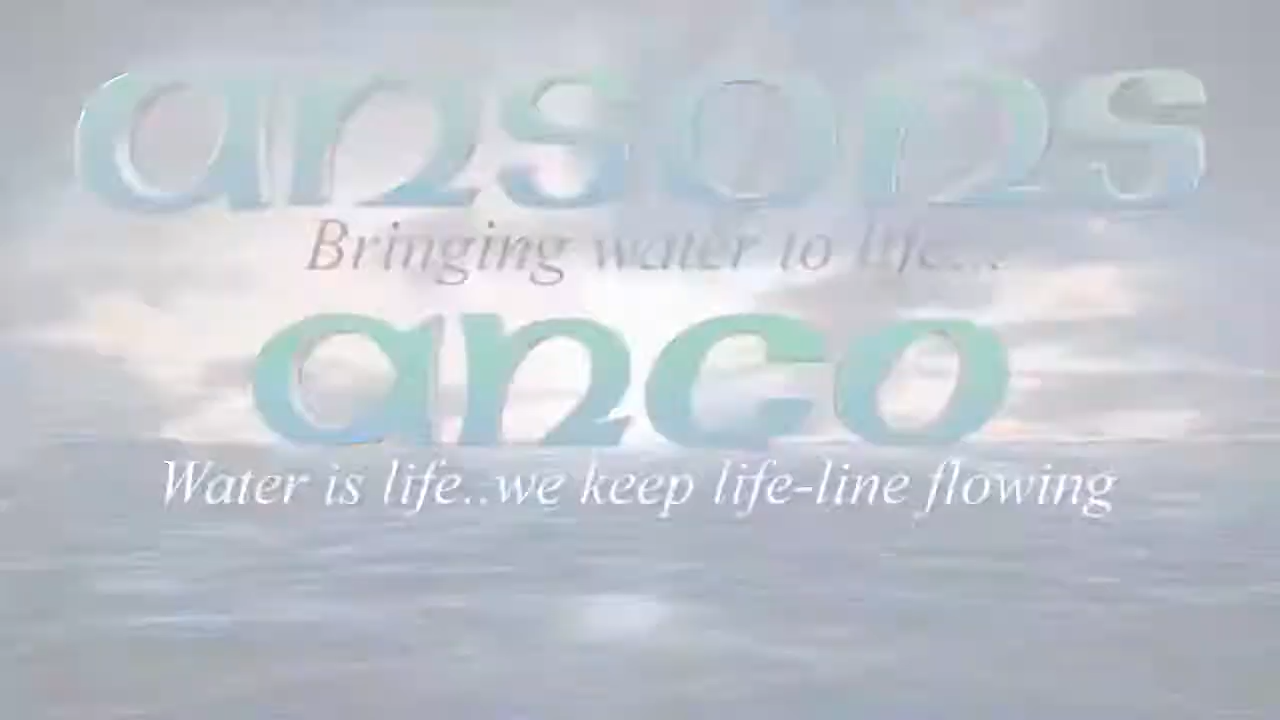 ansons
Bringing water to life...
anco
Water is life..we keep life-line flowing